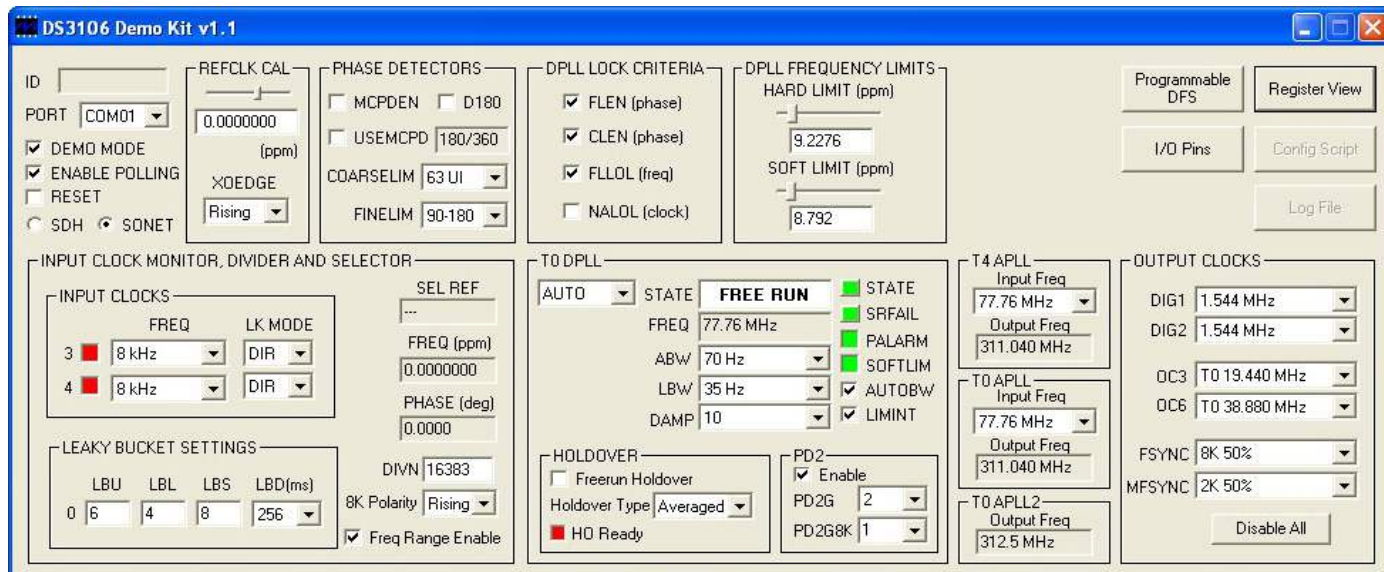 DS3106 Demo Kit v1.1
ID
PORT COM01
DEMO MODE
ENABLE POLLING
RESET
SDH SONET
REFCLK CAL
0.0000000
(ppm)
XOEDGE
Rising
PHASE DETECTORS
MCPDEN D180
USEMCPD 180/360
COARSELIM 63 UI
FINELIM 90-180
DPLL LOCK CRITERIA
FLEN (phase)
CLEN (phase)
FLLOL (freq)
NALOL (clock)
DPLL FREQUENCY LIMITS
HARD LIMIT (ppm)
9.2276
SOFT LIMIT (ppm)
8.792
Programmable DFS
Register View
I/O Pins
Config Script
Log File
INPUT CLOCK MONITOR, DIVIDER AND SELECTOR
INPUT CLOCKS
FREQ LK MODE
3 8 kHz DIR
4 8 kHz DIR
SEL REF
---
FREQ (ppm)
0.0000000
PHASE (deg)
0.0000
LEAKY BUCKET SETTINGS
LBU LBL LBS LBD(ms)
0 6 4 8 256
DIVN 16383
8K Polarity Rising
Freq Range Enable
T0 DPLL
AUTO STATE FREE RUN
FREQ 77.76 MHz
ABW 70 Hz
LBW 35 Hz
DAMP 10
STATE
SRFAIL
PALARM
SOFTLIM
AUTOBW
LIMINT
HOLDOVER
Freerun Holdover
Holdover Type Averaged
HO Ready
PD2
Enable
PD2G 2
PD2G8K 1
T4 APLL
Input Freq
77.76 MHz
Output Freq
311.040 MHz
T0 APLL
Input Freq
77.76 MHz
Output Freq
311.040 MHz
T0 APLL2
Output Freq
312.5 MHz
OUTPUT CLOCKS
DIG1 1.544 MHz
DIG2 1.544 MHz
OC3 T0 19.440 MHz
OC6 T0 38.880 MHz
FSYNC 8K 50%
MFSYNC 2K 50%
Disable All